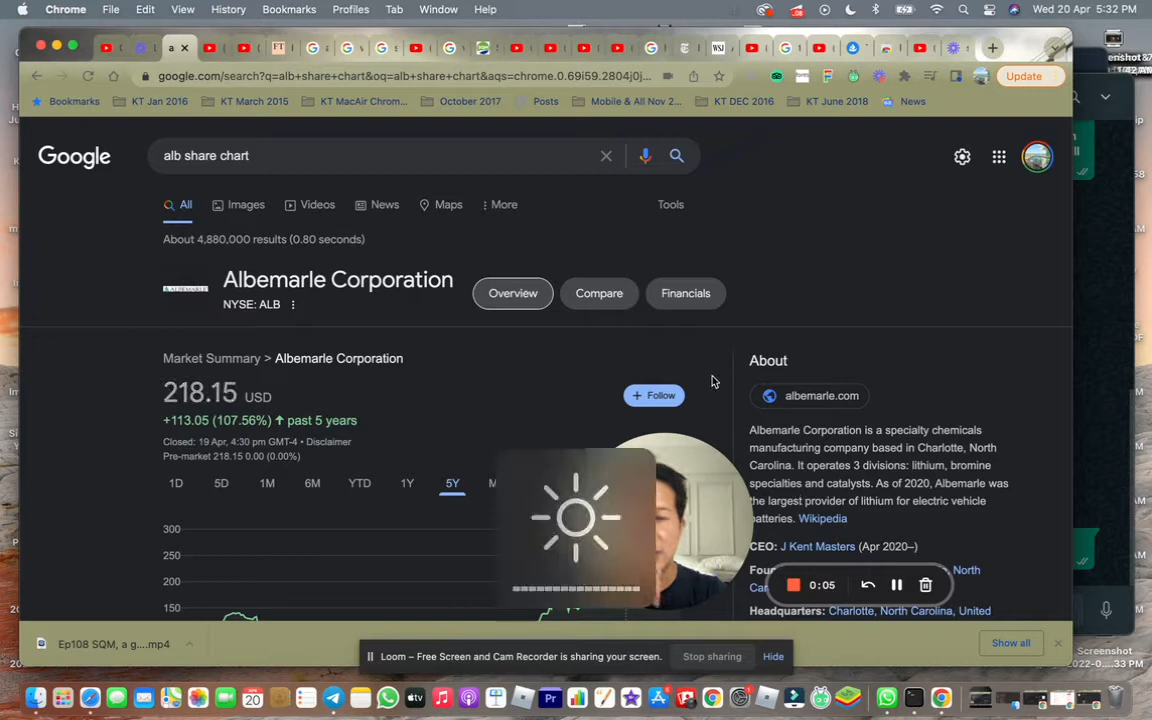 Chrome File Edit View History Bookmarks Profiles Tab Window Help
Wed 20 Apr 5:32 PM
google.com/search?q=alb+share+chart&oq=alb+share+chart&aqs=chrome.0.69i59.2804j0j...
Update
Bookmarks KT Jan 2016 KT March 2015 KT MacAir Chrom... October 2017 Posts Mobile & All Nov 2... KT DEC 2016 KT June 2018 News
Google
alb share chart
All Images Videos News Maps More Tools
About 4,880,000 results (0.80 seconds)
ALBEMARLE
Albemarle Corporation
NYSE: ALB
Overview Compare Financials
Market Summary > Albemarle Corporation
218.15 USD
+113.05 (107.56%) ↑ past 5 years
Closed: 19 Apr, 4:30 pm GMT-4 • Disclaimer
Pre-market 218.15 0.00 (0.00%)
+ Follow
1D 5D 1M 6M YTD 1Y 5Y M
300
250
200
150
About
albemarle.com
Albemarle Corporation is a specialty chemicals
manufacturing company based in Charlotte, North
Carolina. It operates 3 divisions: lithium, bromine
specialties and catalysts. As of 2020, Albemarle was
the largest provider of lithium for electric vehicle
batteries. Wikipedia
CEO: J Kent Masters (Apr 2020–)
North
Headquarters: Charlotte, North Carolina, United
0:05
Ep108 SQM, a g....mp4
Show all
Loom – Free Screen and Cam Recorder is sharing your screen.
Stop sharing
Hide
Screenshot